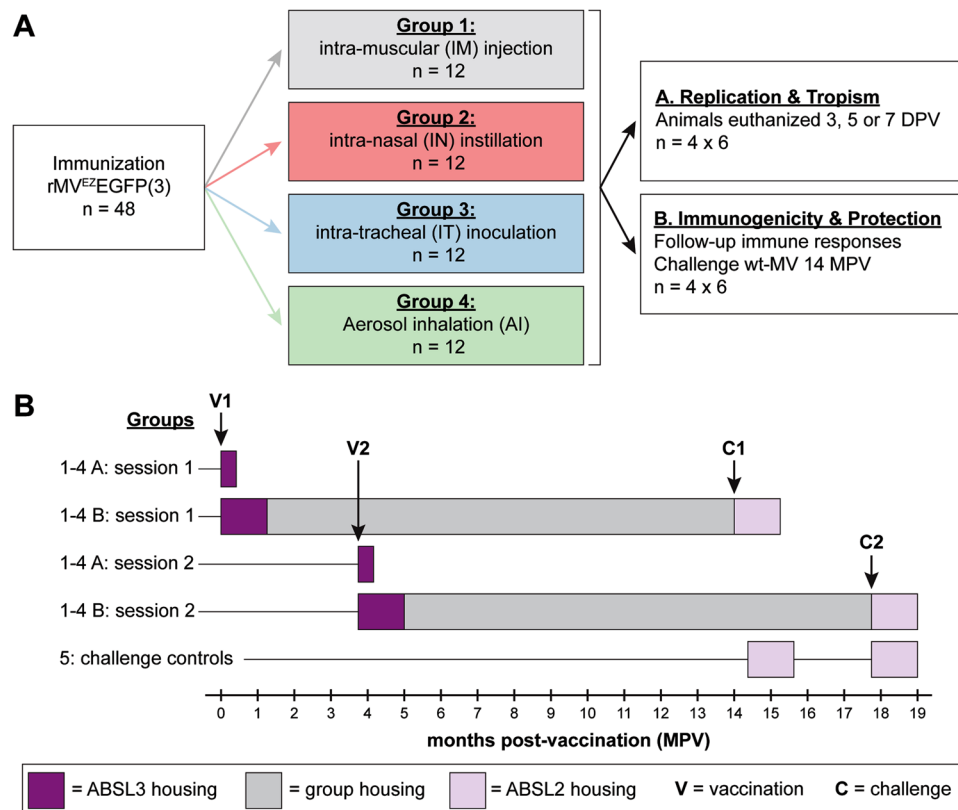 A
Immunization
rMV^EZEGFP(3)
n = 48
Group 1:
intra-muscular (IM) injection
n = 12
Group 2:
intra-nasal (IN) instillation
n = 12
Group 3:
intra-tracheal (IT) inoculation
n = 12
Group 4:
Aerosol inhalation (AI)
n = 12
A. Replication & Tropism
Animals euthanized 3, 5 or 7 DPV
n = 4 x 6
B. Immunogenicity & Protection
Follow-up immune responses
Challenge wt-MV 14 MPV
n = 4 x 6
B
Groups
V1
V2
C1
C2
1-4 A: session 1
1-4 B: session 1
1-4 A: session 2
1-4 B: session 2
5: challenge controls
0 1 2 3 4 5 6 7 8 9 10 11 12 13 14 15 16 17 18 19
months post-vaccination (MPV)
= ABSL3 housing = group housing = ABSL2 housing V = vaccination C = challenge